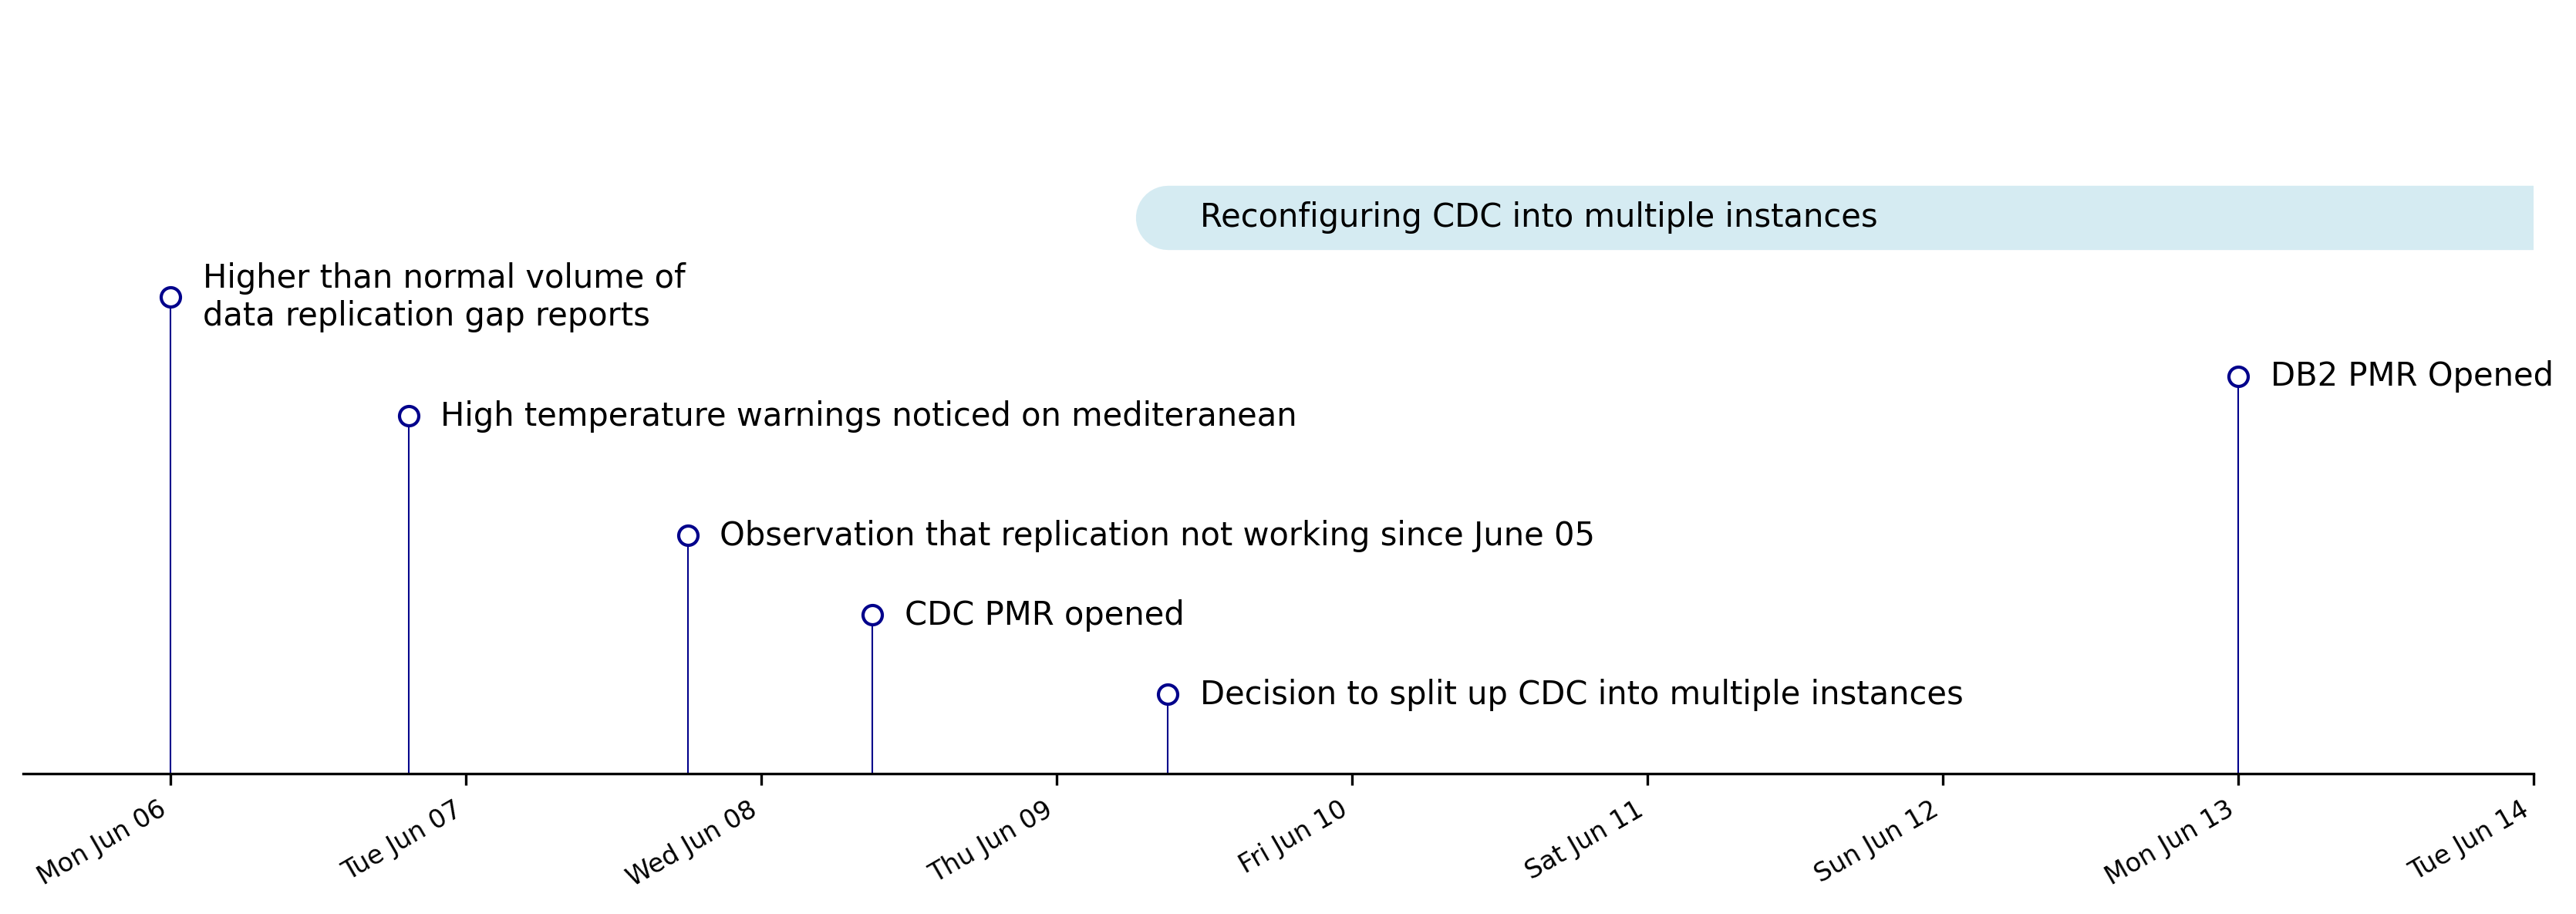 Reconfiguring CDC into multiple instances
Higher than normal volume of
data replication gap reports
DB2 PMR Opened
High temperature warnings noticed on mediteranean
Observation that replication not working since June 05
CDC PMR opened
Decision to split up CDC into multiple instances
Mon Jun 06
Tue Jun 07
Wed Jun 08
Thu Jun 09
Fri Jun 10
Sat Jun 11
Sun Jun 12
Mon Jun 13
Tue Jun 14